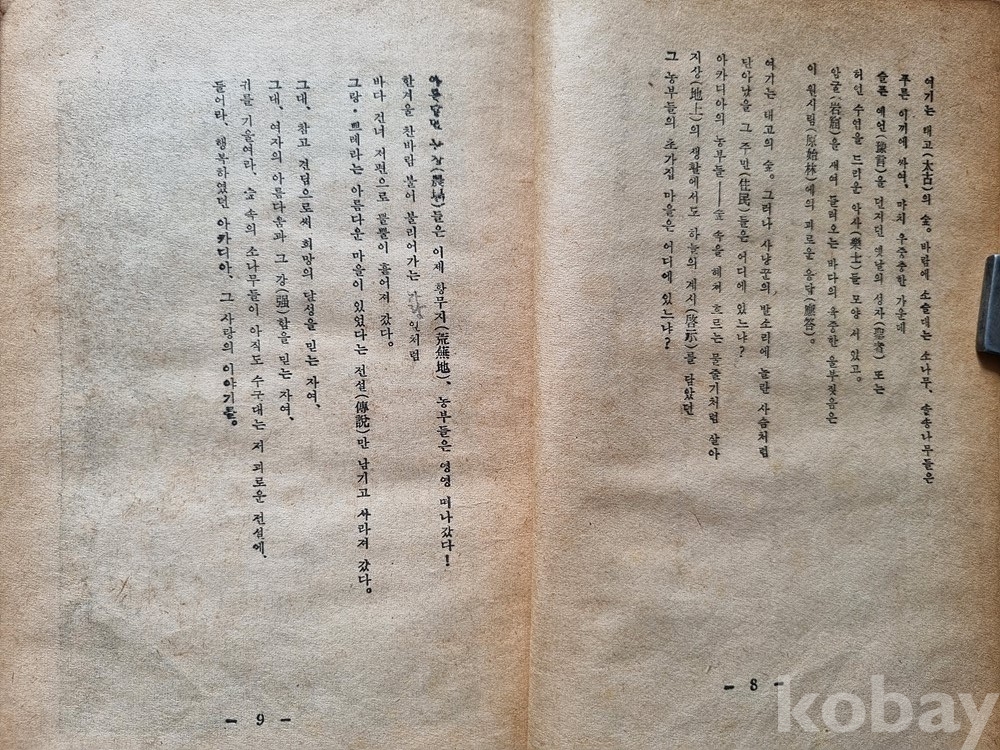 여기는 태고(太古)의 숲. 바람에 소슬대는 소나무, 솔송나무들은
푸른 이끼에 싸여, 마치 우중충한 가운데
슬픈 예언(豫言)을 던지던 옛날의 성자(聖者) 또는
허연 수염을 드리운 악사(樂士)들 모양 서 있고.
암굴(岩窟)을 새여 들려오는 바다의 우중한 울부짖음은
이 원시림(原始林)에의 괴로운 응답(應答).
여기는 태고의 숲. 그러나 사냥꾼의 발소리에 놀란 사슴처럼
달아났을 그 주민(住民)들은 어디에 있느냐?
아카디아의 농부들──숲 속을 헤쳐 흐르는 물줄기처럼 살아
지상(地上)의 생활에서도 하늘의 계시(啓示)를 닮았던
그 농부들의 초가집 마을은 어디에 있느냐?
— 8 —
아름답던 농장(農場)들은 이제 황무지(荒蕪地), 농부들은 영영 떠나갔다!
한겨울 찬바람 불어 불리어가는 가랑잎처럼
바다 건너 저편으로 뿔뿔이 흩어져 갔다.
그랑·쁘레라는 아름다운 마을이 있었다는 전설(傳說)만 남기고 사라져 갔다.
그대, 참고 견딤으로써 희망의 달성을 믿는 자여,
그대, 여자의 아름다움과 그 강(强)함을 믿는 자여,
귀를 기울여라, 숲 속의 소나무들이 아직도 수군대는 저 괴로운 전설에,
들어라, 행복하였던 아카디아, 그 사랑의 이야기를。
— 9 —
kobay